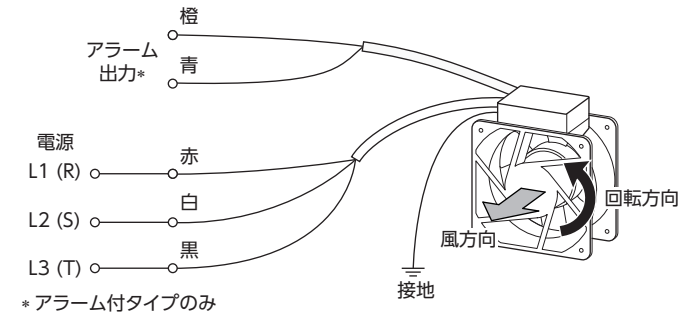 橙
アラーム
出力*
青
電源
L1 (R)
赤
L2 (S)
白
L3 (T)
黒
回転方向
風方向
接地
* アラーム付タイプのみ